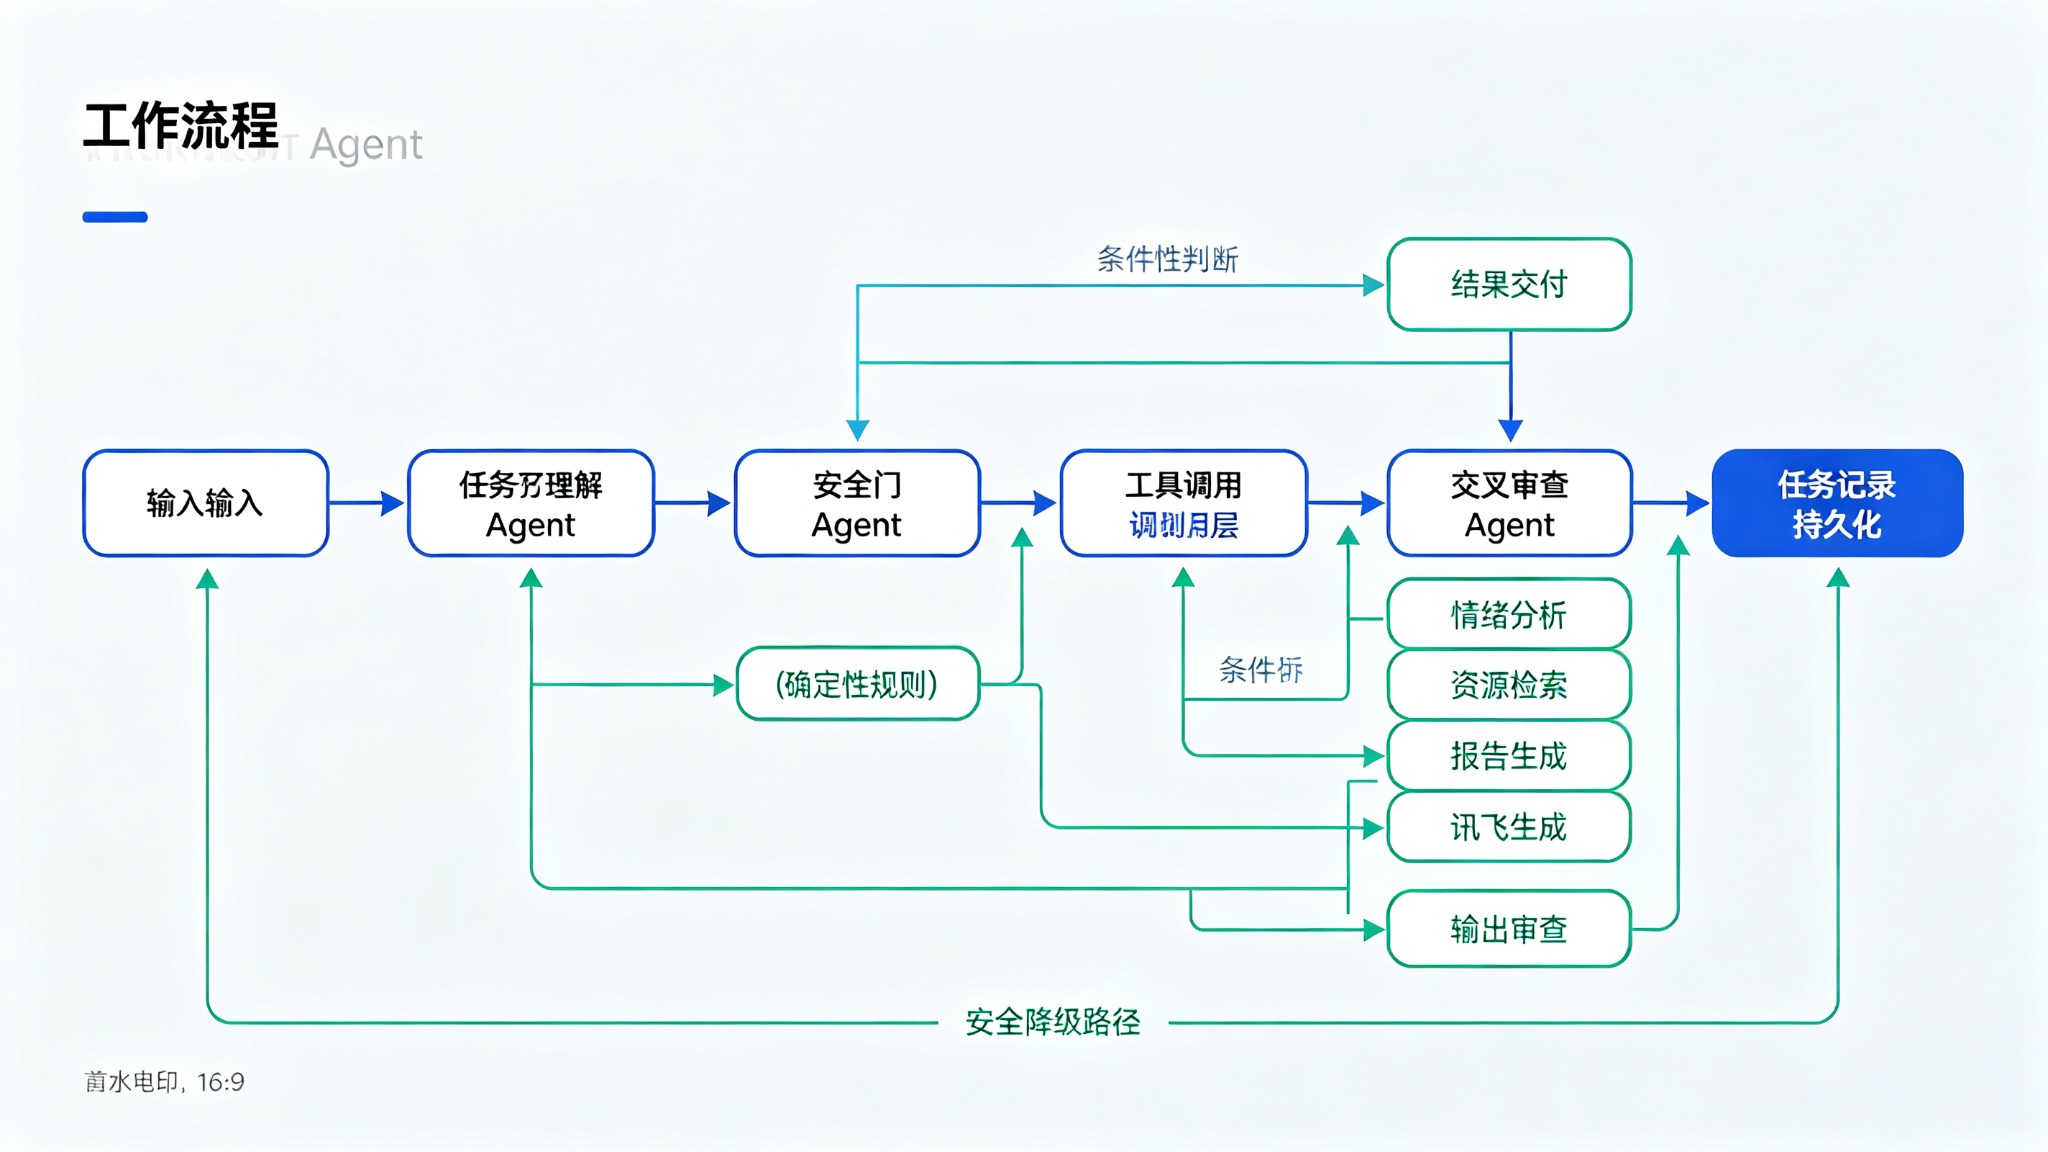 工作流程
Agent
条件性判断
结果交付
输入输入
任务理解
Agent
安全门
Agent
工具调用
层
交叉审查
Agent
任务记录
持久化
情绪分析
(确定性规则)
条件
资源检索
报告生成
讯飞生成
输出审查
安全降级路径
水电印, 16:9